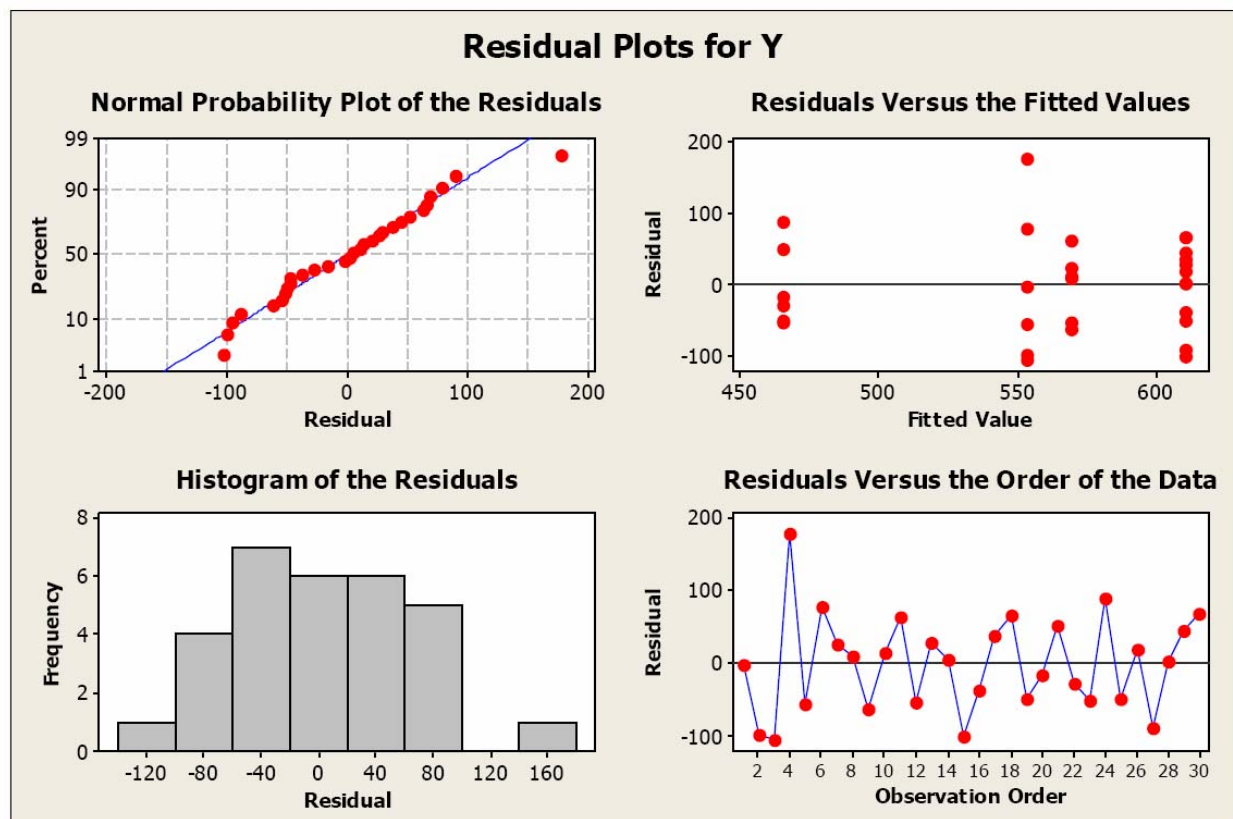 Residual Plots for Y
Normal Probability Plot of the Residuals
Percent
99
90
50
10
1
-200 -100 0 100 200
Residual
Residuals Versus the Fitted Values
Residual
200
100
0
-100
450 500 550 600
Fitted Value
Histogram of the Residuals
Frequency
8
6
4
2
0
-120 -80 -40 0 40 80 120 160
Residual
Residuals Versus the Order of the Data
Residual
200
100
0
-100
2 4 6 8 10 12 14 16 18 20 22 24 26 28 30
Observation Order